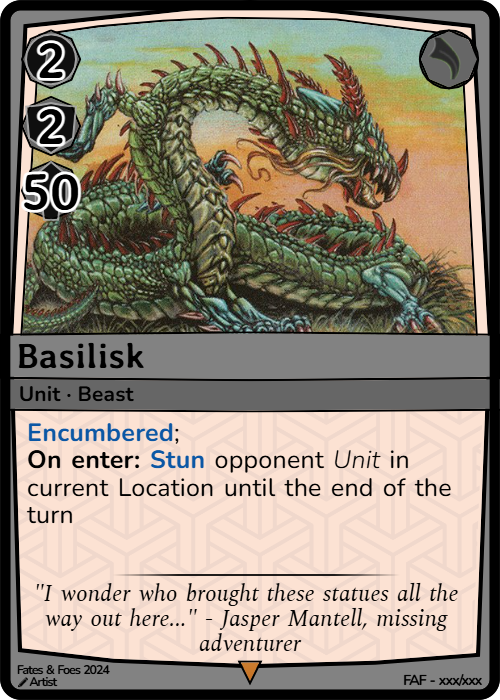 2
2
50
Basilisk
Unit · Beast
Encumbered;
On enter: Stun opponent Unit in
current Location until the end of the
turn
"I wonder who brought these statues all the
way out here..." - Jasper Mantell, missing
adventurer
Fates & Foes 2024
Artist
FAF - xxx/xxx